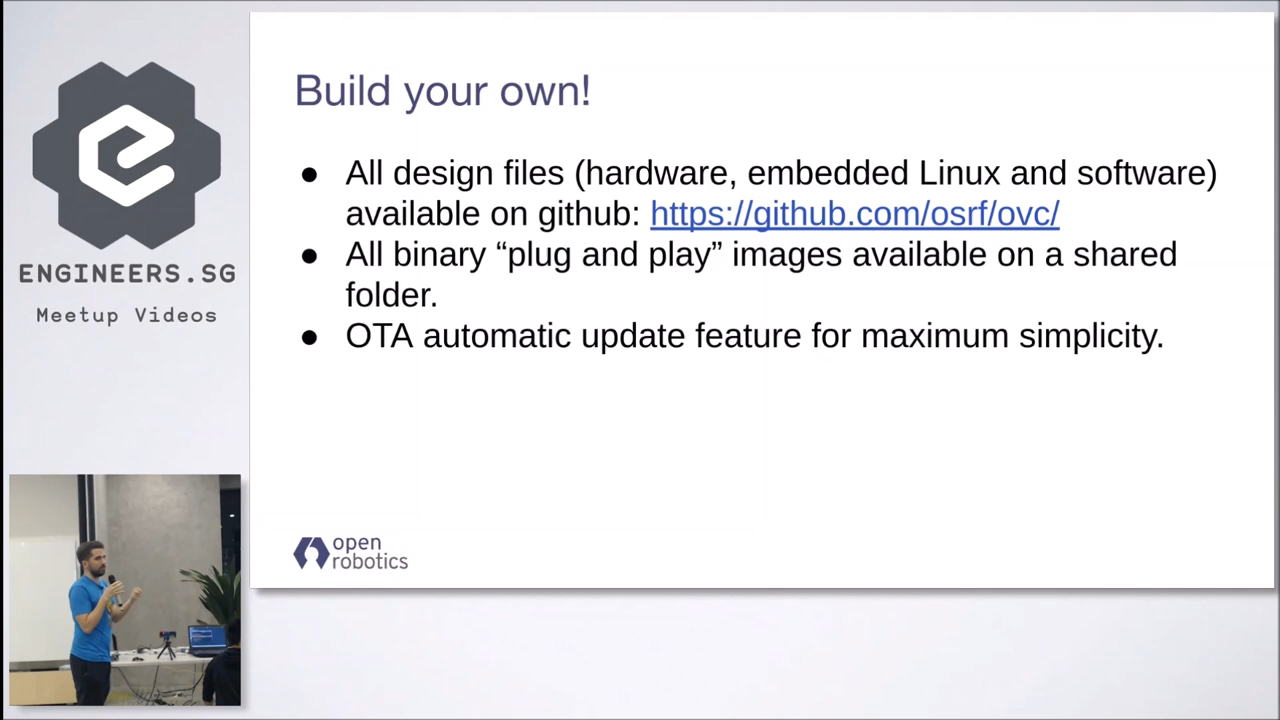 ENGINEERS.SG
Meetup Videos
Build your own!
● All design files (hardware, embedded Linux and software)
available on github: https://github.com/osrf/ovc/
● All binary “plug and play” images available on a shared
folder.
● OTA automatic update feature for maximum simplicity.
open
robotics